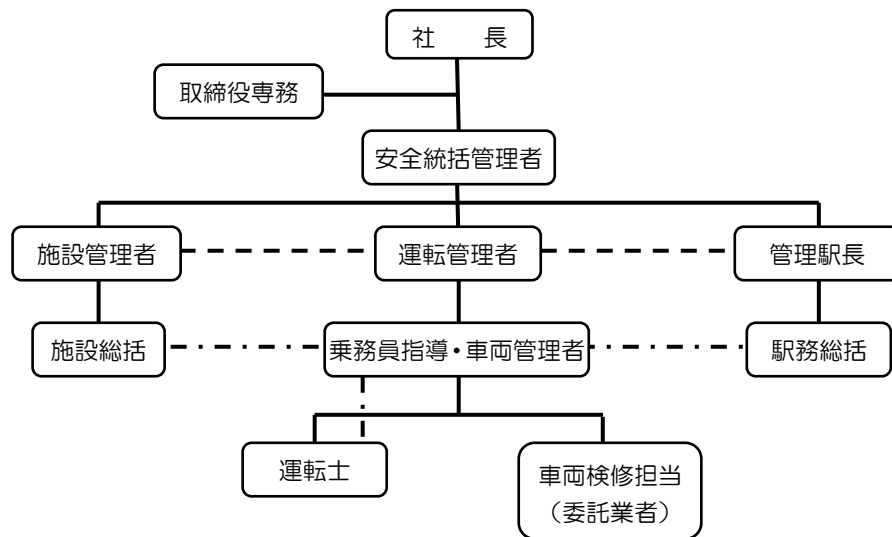 社　　長
取締役専務
安全統括管理者
施設管理者
運転管理者
管理駅長
施設総括
乗務員指導・車両管理者
駅務総括
運転士
車両検修担当
（委託業者）